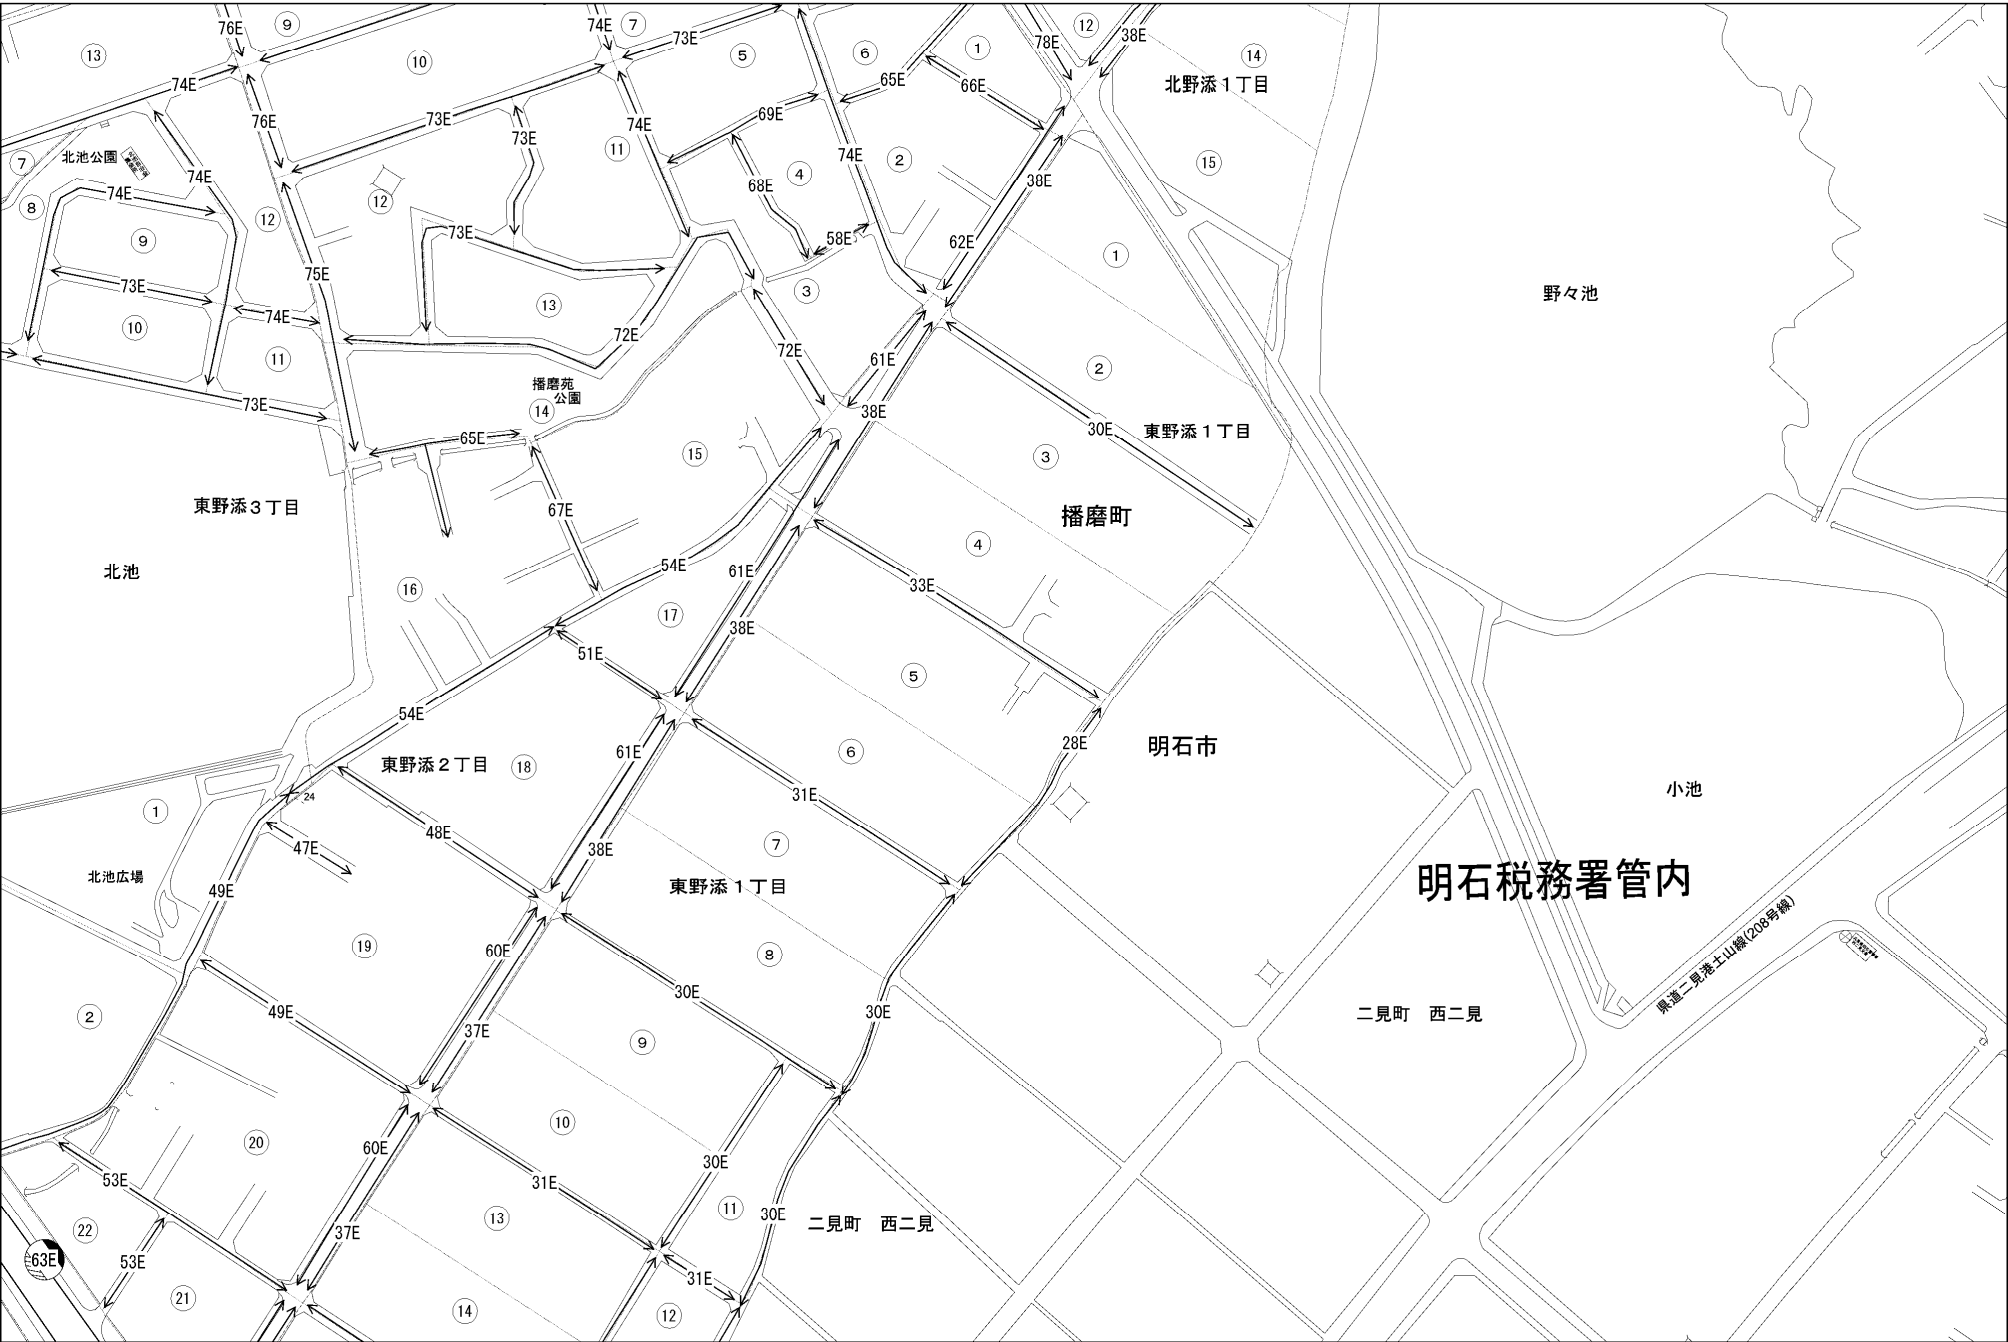 76E
⑨
74E
⑦
73E
⑥
①
78E
⑫
38E
⑭
⑬
⑩
⑤
74E
65E
66E
北野添1丁目
76E
73E
73E
74E
69E
⑪
⑦
北池公園
74E
74E
74E
68E
④
②
⑮
38E
⑧
⑫
⑫
⑨
73E
58E
62E
①
75E
73E
74E
⑬
③
野々池
⑩
72E
72E
61E
⑪
②
播磨苑
公園
⑭
73E
38E
30E
東野添1丁目
65E
⑮
③
東野添3丁目
67E
播磨町
北池
④
54E
61E
33E
⑯
⑰
38E
51E
⑤
54E
28E
明石市
61E
⑥
東野添2丁目
⑱
31E
小池
24
①
48E
47E
38E
⑦
北池広場
49E
東野添1丁目
明石税務署管内
県道二見港土山線(208号線)
⑲
60E
⑧
49E
30E
30E
②
37E
二見町 西二見
⑨
⑩
⑳
60E
30E
53E
31E
⑪
30E
二見町 西二見
⑬
㉒
37E
63E
53E
31E
㉑
⑭
⑫